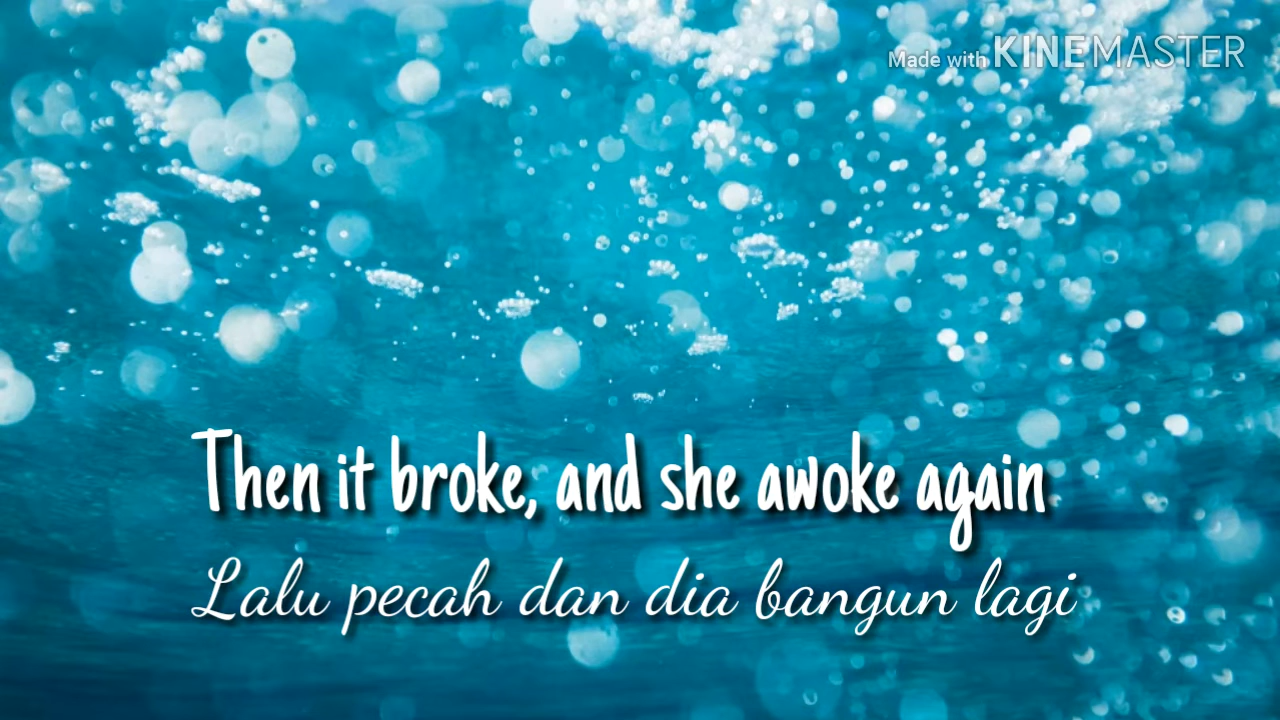 Made with KINEMASTER
Then it broke, and she awoke again
Lalu pecah dan dia bangun lagi